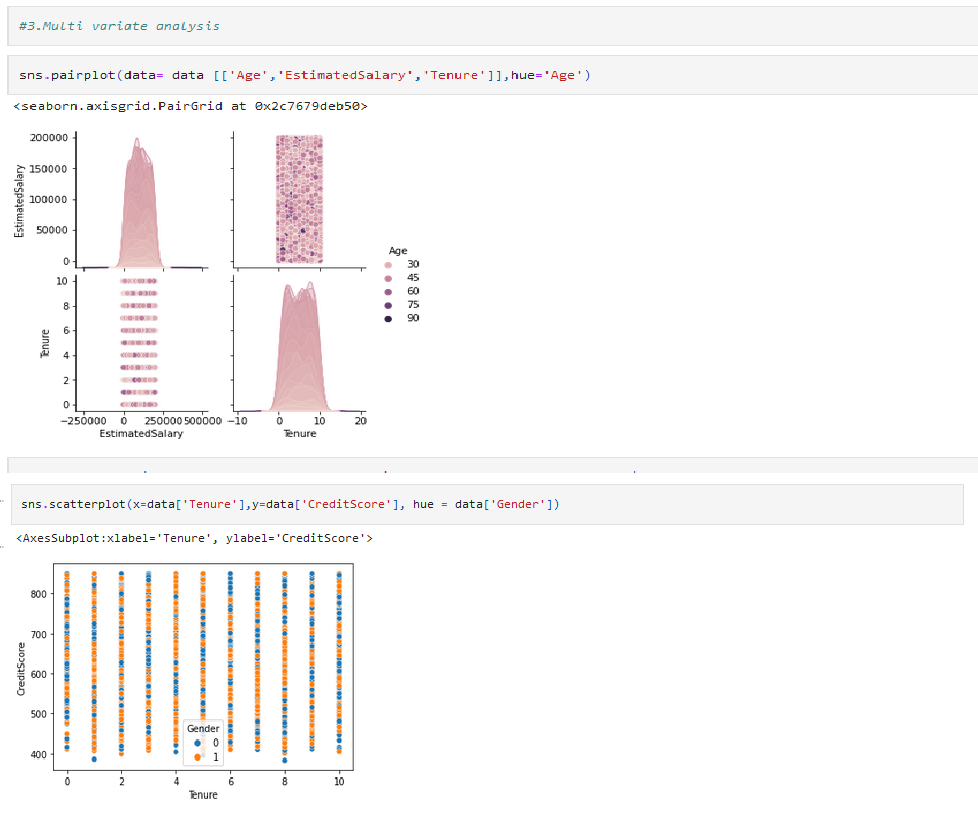 #3.Multi variate analysis
sns.pairplot(data= data [['Age','EstimatedSalary','Tenure']],hue='Age')
<seaborn.axisgrid.PairGrid at 0x2c7679deb50>
200000
150000
100000
50000
0
EstimatedSalary
Age
30
45
60
75
90
10
8
6
4
2
0
Tenure
−250000 0 250000 500000
EstimatedSalary
−10 0 10 20
Tenure
sns.scatterplot(x=data['Tenure'],y=data['CreditScore'], hue = data['Gender'])
<AxesSubplot:xlabel='Tenure', ylabel='CreditScore'>
800
700
600
500
400
CreditScore
Gender
0
1
0 2 4 6 8 10
Tenure